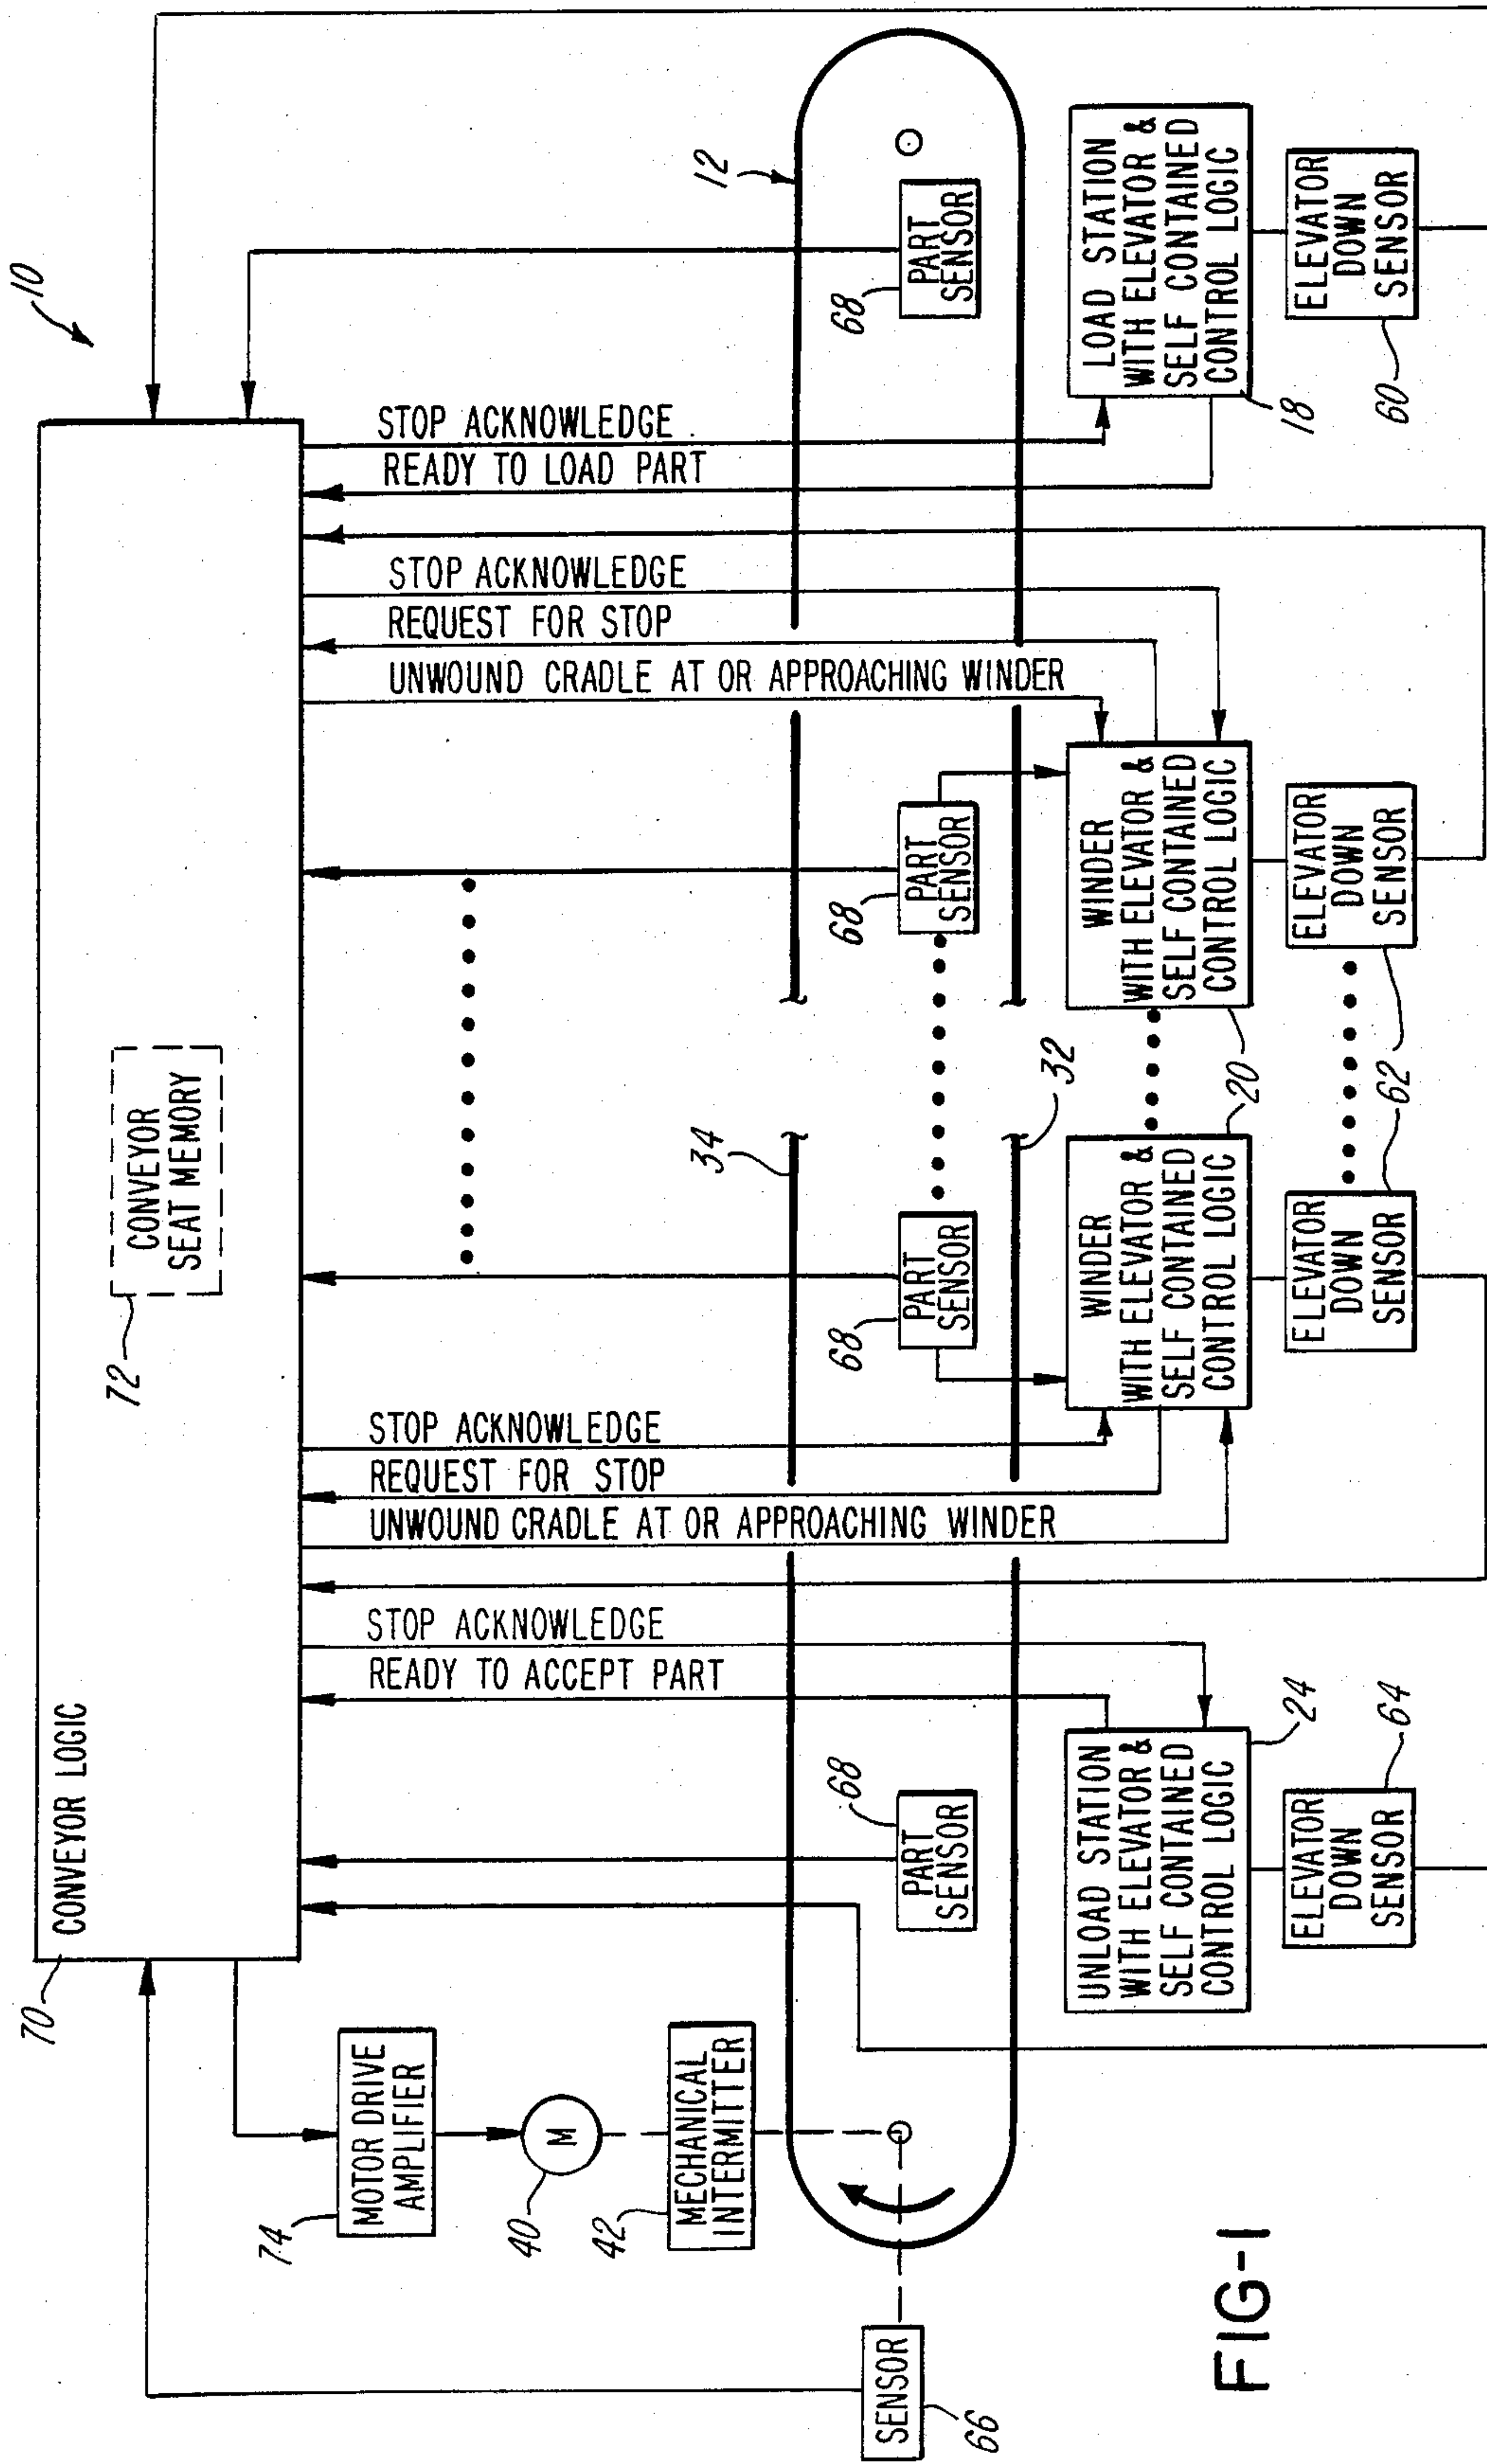 10
70
CONVEYOR LOGIC
72
CONVEYOR
SEAT MEMORY
74
MOTOR DRIVE
AMPLIFIER
40
M
42
MECHANICAL
INTERMITTER
READY TO ACCEPT PART
STOP ACKNOWLEDGE
UNWOUND CRADLE AT OR APPROACHING WINDER
REQUEST FOR STOP
STOP ACKNOWLEDGE
UNWOUND CRADLE AT OR APPROACHING WINDER
REQUEST FOR STOP
STOP ACKNOWLEDGE
READY TO LOAD PART
STOP ACKNOWLEDGE
34
12
66
SENSOR
68
PART
SENSOR
68
PART
SENSOR
68
PART
SENSOR
68
PART
SENSOR
32
UNLOAD STATION
WITH ELEVATOR &
SELF CONTAINED
CONTROL LOGIC
24
WINDER
WITH ELEVATOR &
SELF CONTAINED
CONTROL LOGIC
20
WINDER
WITH ELEVATOR &
SELF CONTAINED
CONTROL LOGIC
20
LOAD STATION
WITH ELEVATOR &
SELF CONTAINED
CONTROL LOGIC
18
ELEVATOR
DOWN
SENSOR
64
ELEVATOR
DOWN
SENSOR
62
ELEVATOR
DOWN
SENSOR
ELEVATOR
DOWN
SENSOR
60
FIG-1